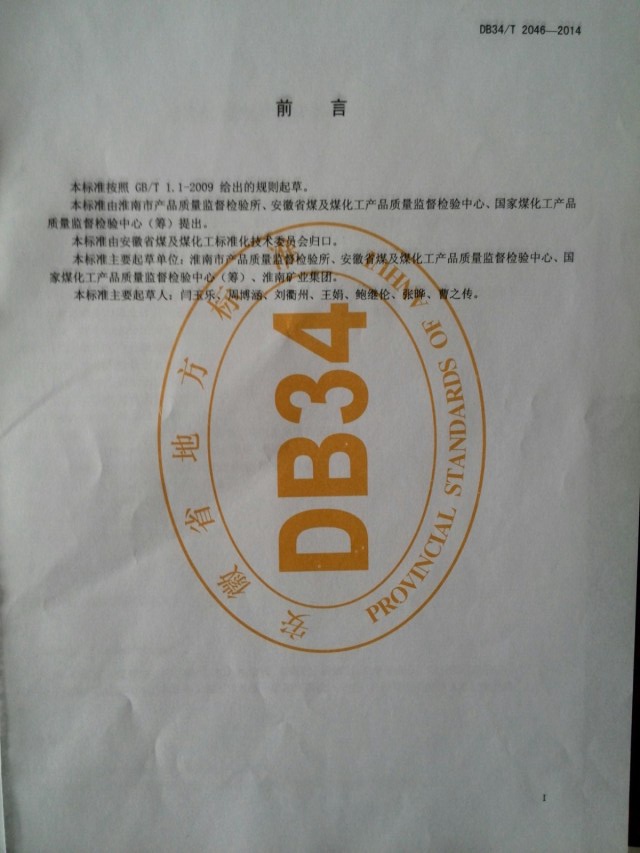 DB34/T 2046—2014
前 言
本标准按照 GB/T 1.1-2009 给出的规则起草。
本标准由淮南市产品质量监督检验所、安徽省煤及煤化工产品质量监督检验中心、国家煤化工产品
质量监督检验中心（筹）提出。
本标准由安徽省煤及煤化工标准化技术委员会归口。
本标准主要起草单位：淮南市产品质量监督检验所、安徽省煤及煤化工产品质量监督检验中心、国
家煤化工产品质量监督检验中心（筹）、淮南矿业集团。
本标准主要起草人：闫玉乐、周博涵、刘衢州、王娟、鲍继伦、张晔、曹之传。
安徽省地方标准
DB34
PROVINCIAL STANDARDS OF ANHUI
I